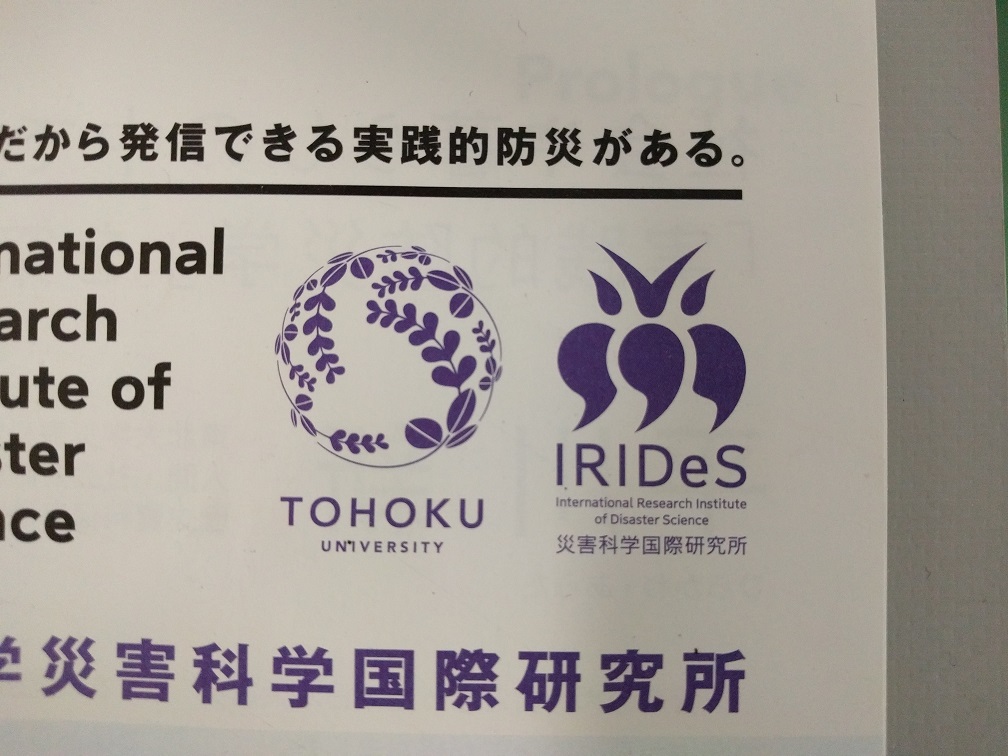 だから発信できる実践的防災がある。
national
arch
ute of
ster
nce
TOHOKU
UNIVERSITY
IRIDeS
International Research Institute
of Disaster Science
災害科学国際研究所
学災害科学国際研究所